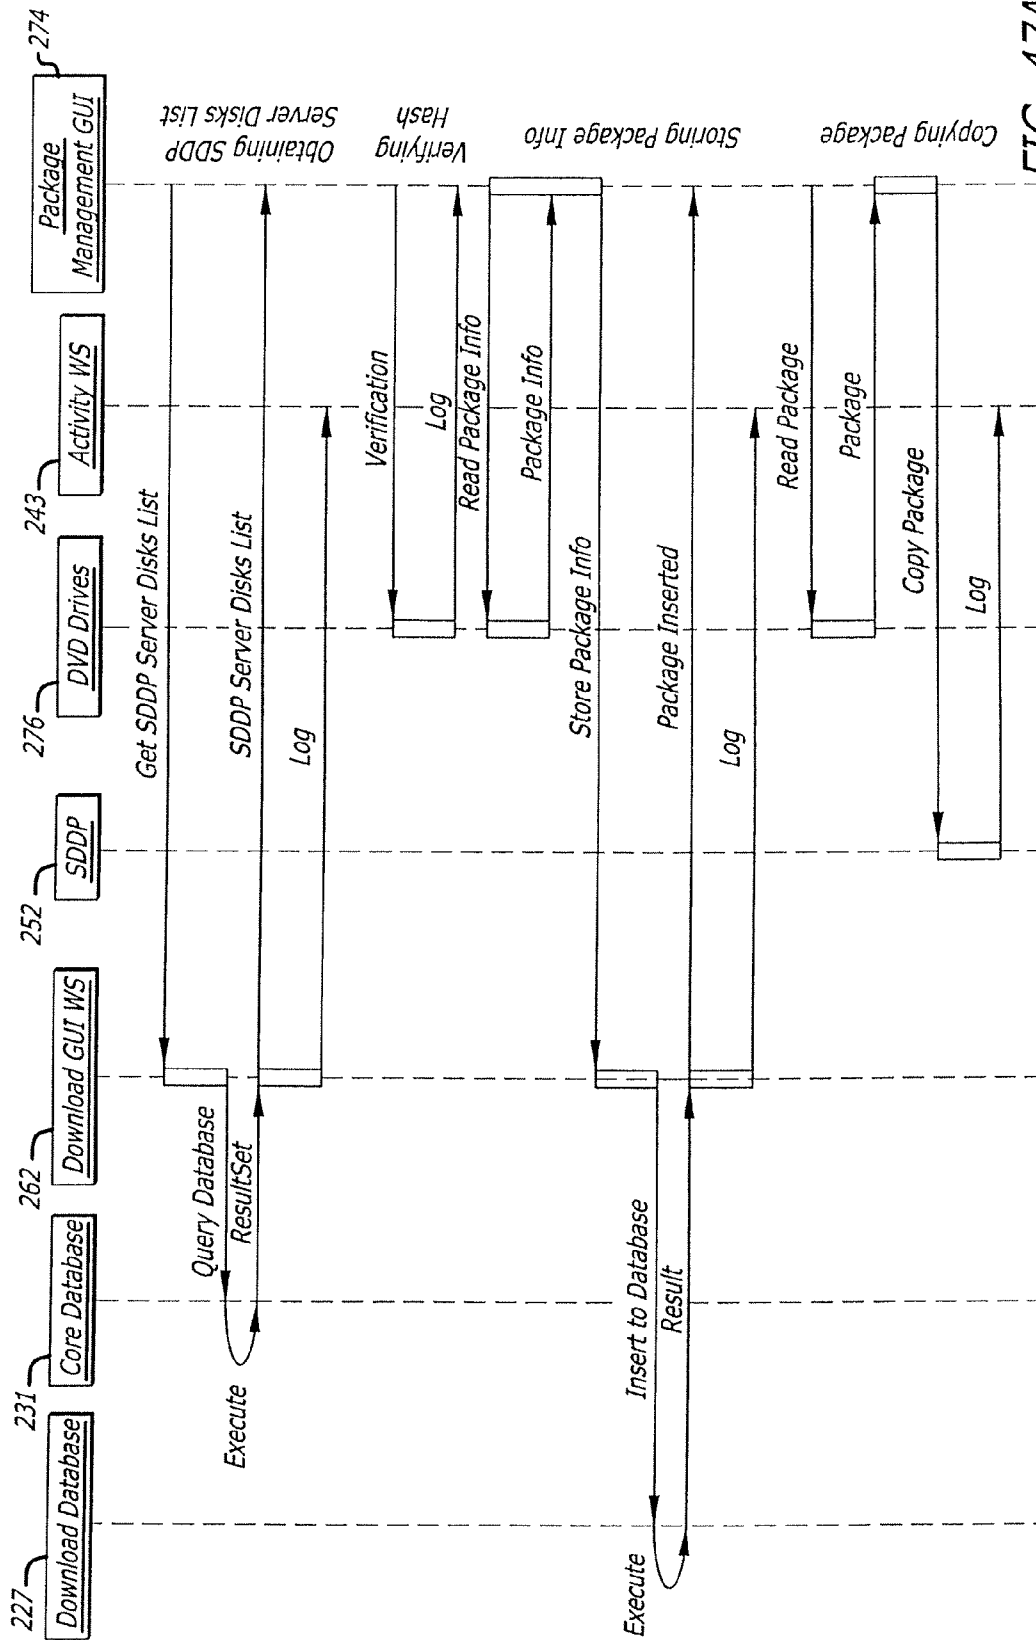 227
Download Database
231
Core Database
262
Download GUI WS
252
SDDP
276
DVD Drives
243
Activity WS
274
Package
Management GUI
Get SDDP Server Disks List
Obtaining SDDP
Server Disks List
Query Database
Execute
ResultSet
SDDP Server Disks List
Log
Verification
Verifying
Hash
Log
Read Package Info
Package Info
Storing Package Info
Store Package Info
Insert to Database
Execute
Result
Package Inserted
Storing Package Info
Log
Read Package
Package
Copying Package
Copy Package
Log